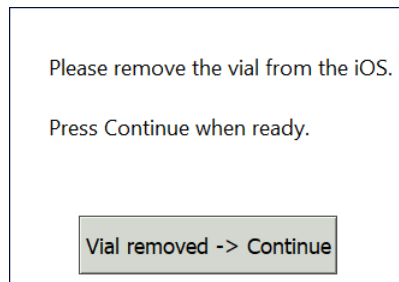 Please remove the vial from the iOS.
Press Continue when ready.
Vial removed -> Continue